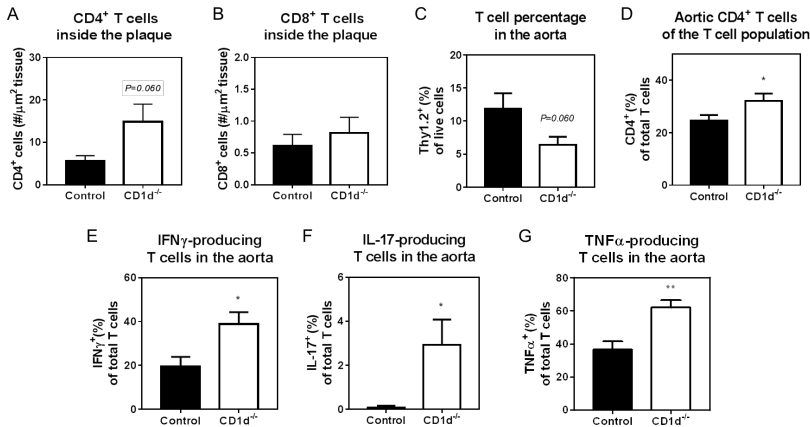 A
CD4⁺ T cells
inside the plaque
CD4⁺ cells (#/μm² tissue)
30
20
10
0
P=0.060
Control
CD1d⁻/⁻
B
CD8⁺ T cells
inside the plaque
CD8⁺ cells (#/μm² tissue)
2.0
1.5
1.0
0.5
0.0
Control
CD1d⁻/⁻
C
T cell percentage
in the aorta
Thy1.2⁺ (%)
of live cells
20
15
10
5
0
P=0.060
Control
CD1d⁻/⁻
D
Aortic CD4⁺ T cells
of the T cell population
CD4⁺ (%)
of total T cells
40
20
0
*
Control
CD1d⁻/⁻
E
IFNγ-producing
T cells in the aorta
IFNγ⁺ (%)
of total T cells
60
40
20
0
*
Control
CD1d⁻/⁻
F
IL-17-producing
T cells in the aorta
IL-17⁺ (%)
of total T cells
6
4
2
0
*
Control
CD1d⁻/⁻
G
TNFα-producing
T cells in the aorta
TNFα⁺ (%)
of total T cells
80
60
40
20
0
**
Control
CD1d⁻/⁻